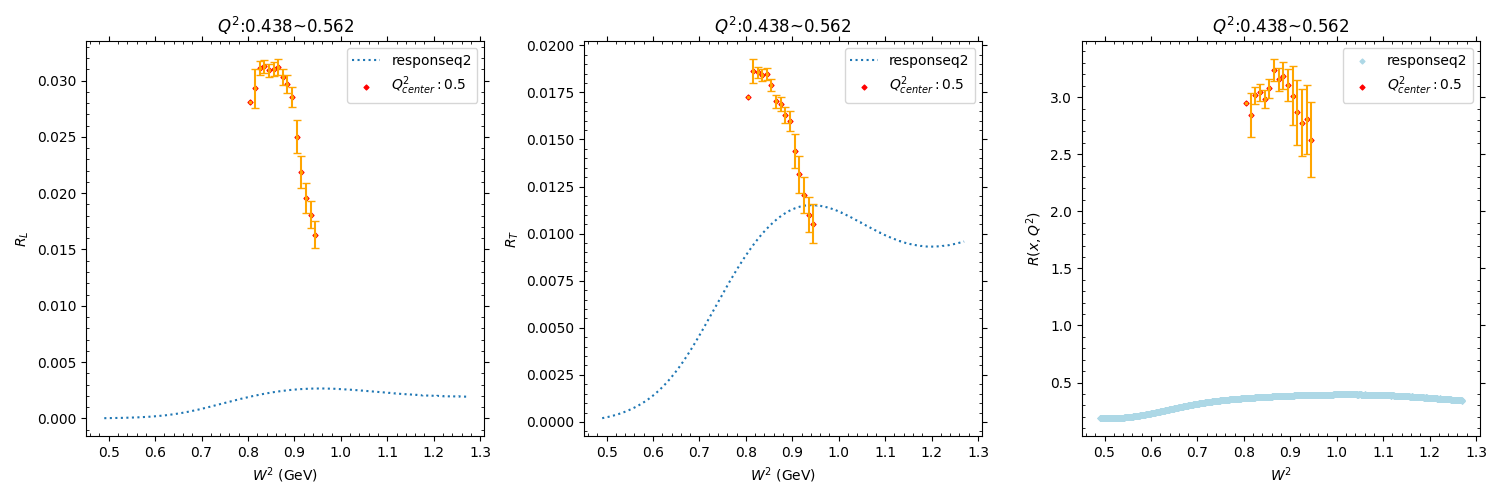 Q²:0.438~0.562
responseq2
Q²center : 0.5
R_L
0.030
0.025
0.020
0.015
0.010
0.005
0.000
0.5 0.6 0.7 0.8 0.9 1.0 1.1 1.2 1.3
W² (GeV)
Q²:0.438~0.562
responseq2
Q²center : 0.5
R_T
0.0200
0.0175
0.0150
0.0125
0.0100
0.0075
0.0050
0.0025
0.0000
0.5 0.6 0.7 0.8 0.9 1.0 1.1 1.2 1.3
W² (GeV)
Q²:0.438~0.562
responseq2
Q²center : 0.5
R(x, Q²)
3.0
2.5
2.0
1.5
1.0
0.5
0.5 0.6 0.7 0.8 0.9 1.0 1.1 1.2 1.3
W²